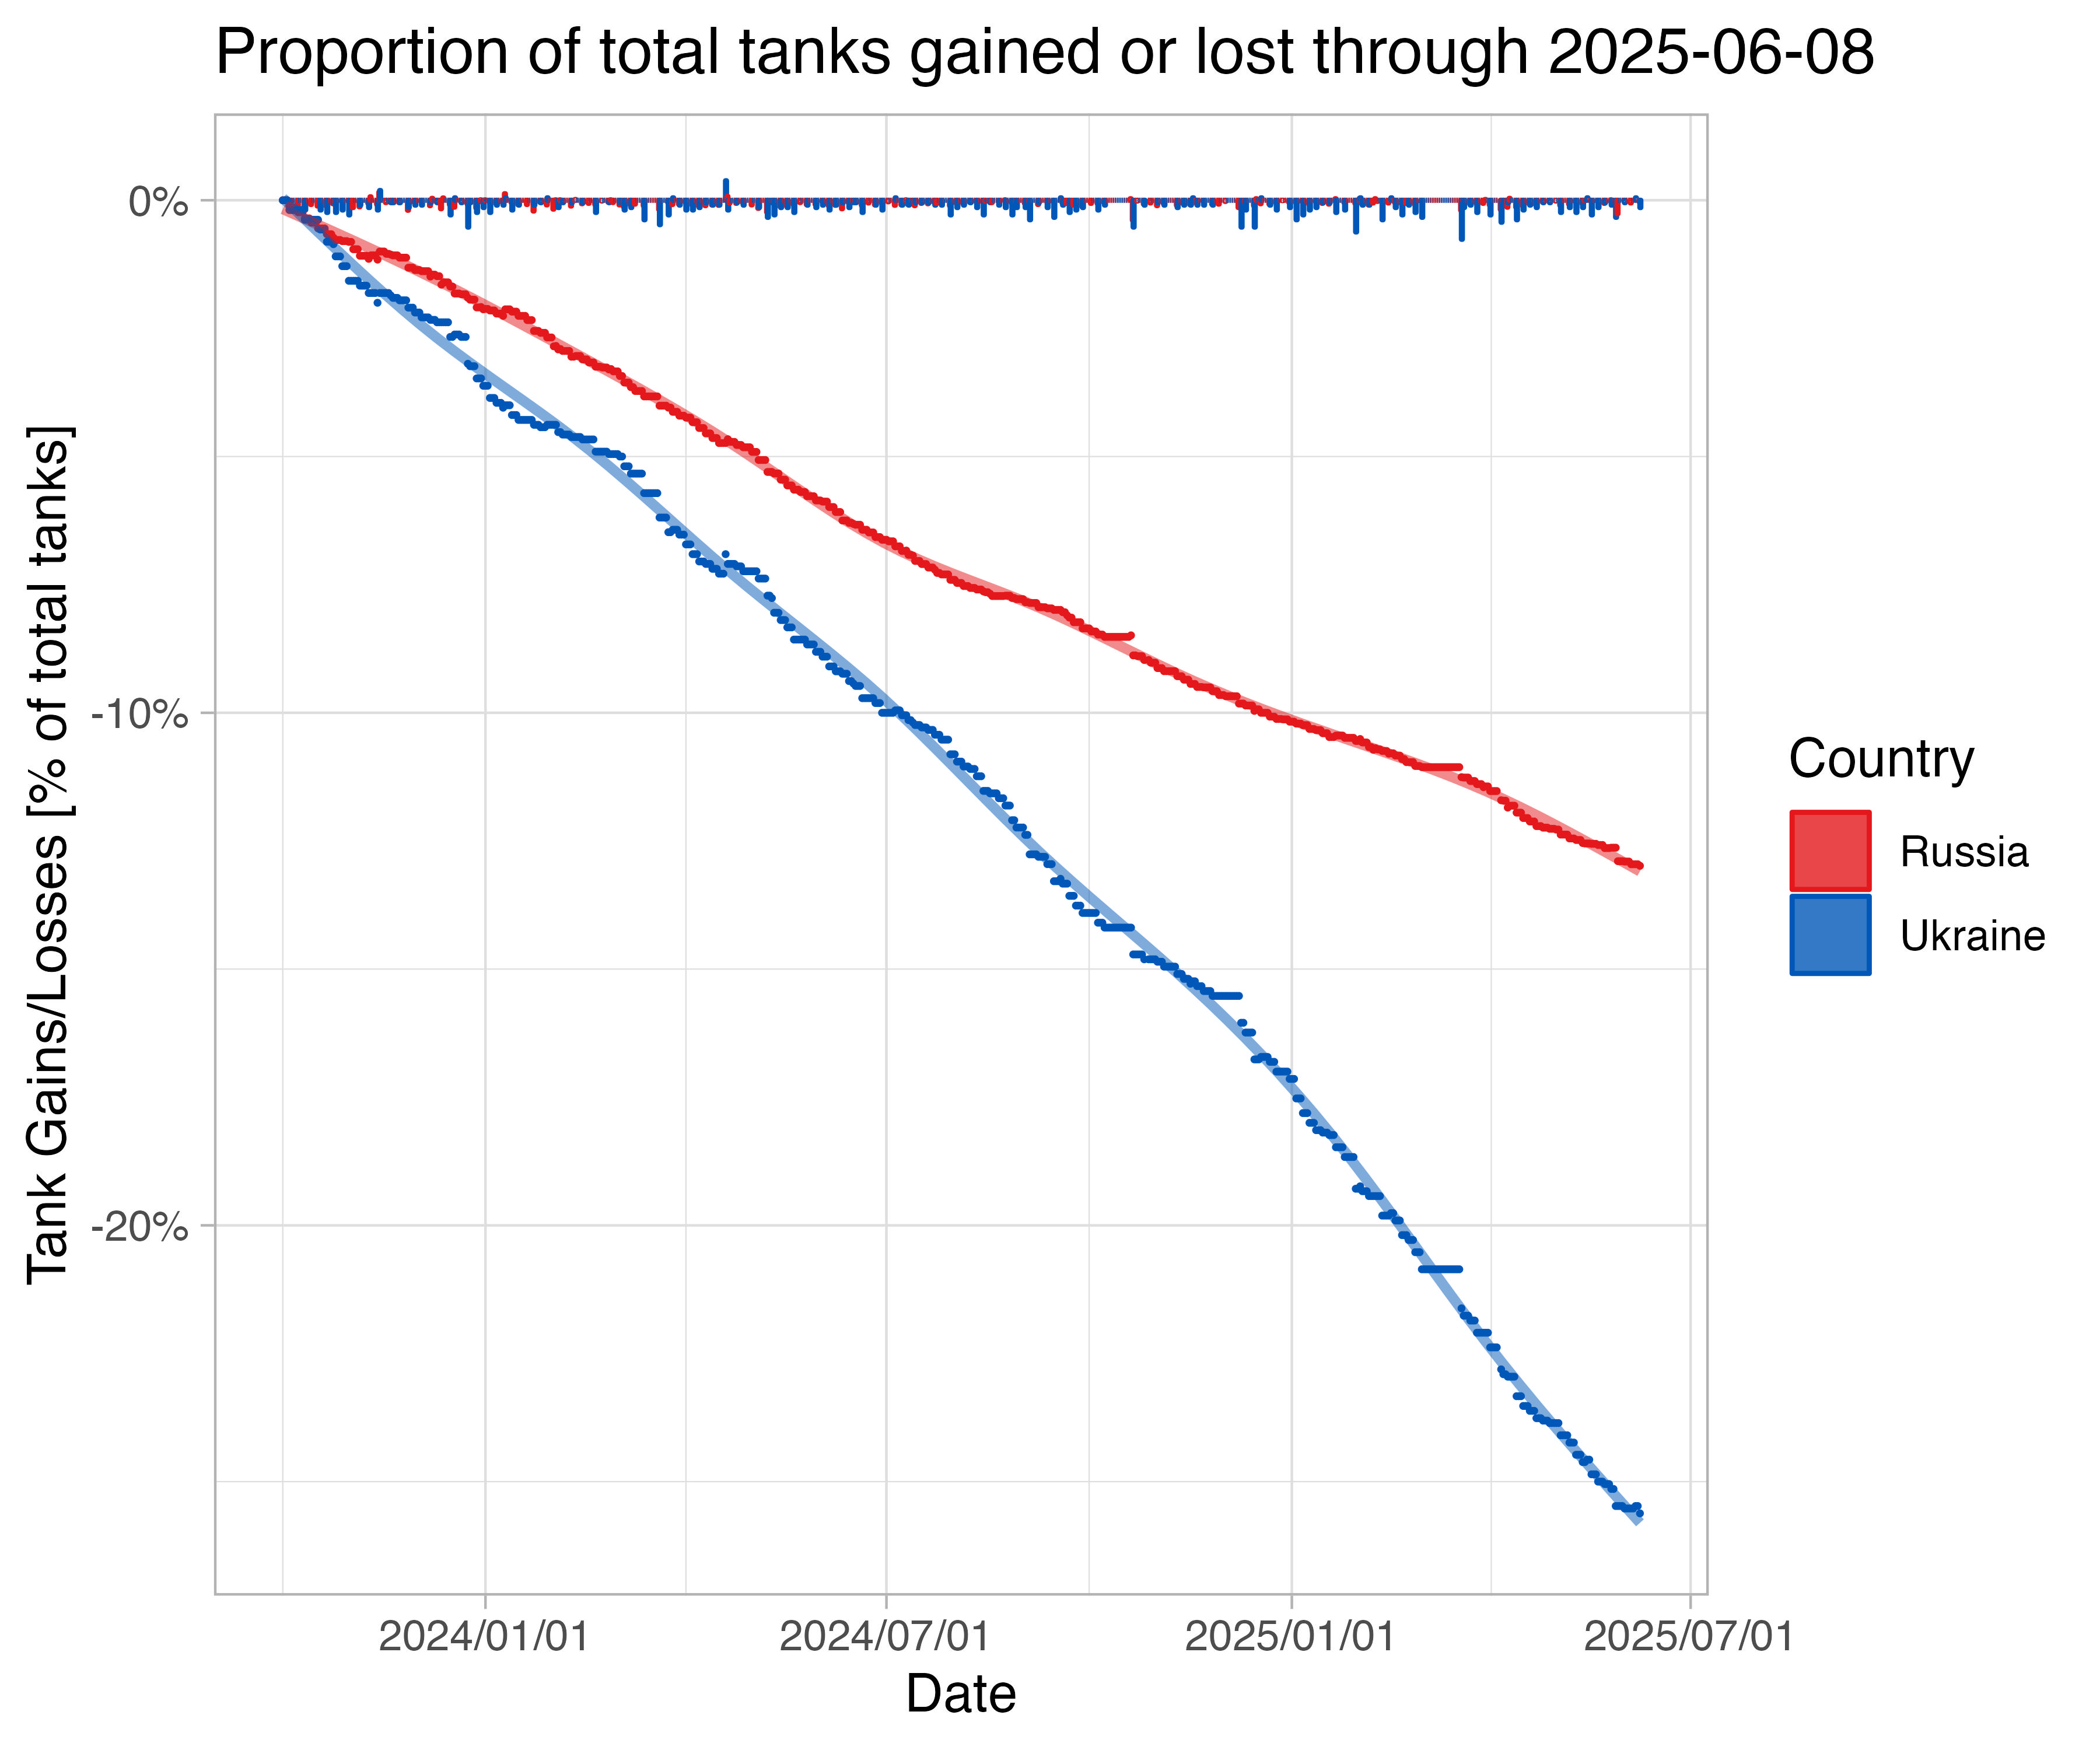 Proportion of total tanks gained or lost through 2025-06-08
Tank Gains/Losses [% of total tanks]
0%
-10%
-20%
2024/01/01
2024/07/01
2025/01/01
2025/07/01
Date
Country
Russia
Ukraine